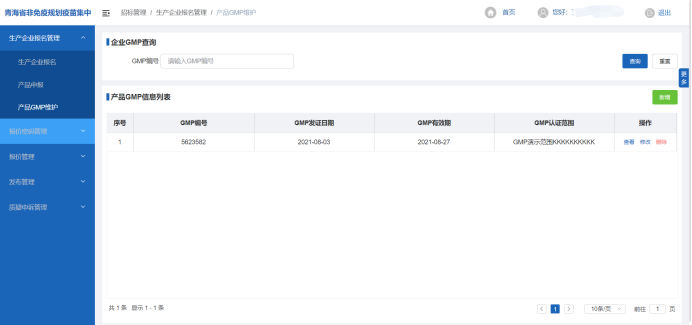 青海省非免疫规划疫苗集中
招标管理 / 生产企业报名管理 / 产品GMP维护
首页
您好:
退出
生产企业报名管理
生产企业报名
产品申报
产品GMP维护
报价密码管理
报价管理
发布管理
质疑申诉管理
企业GMP查询
GMP编号 请输入GMP编号
查询 重置
更多
产品GMP信息列表
新增
序号 GMP编号 GMP发证日期 GMP有效期 GMP认证范围 操作
1 5623582 2021-08-03 2021-08-27 GMP演示范围KKKKKKKKKK 查看 修改 删除
共 1 条 显示 1 - 1 条
1 10条/页 前往 1 页